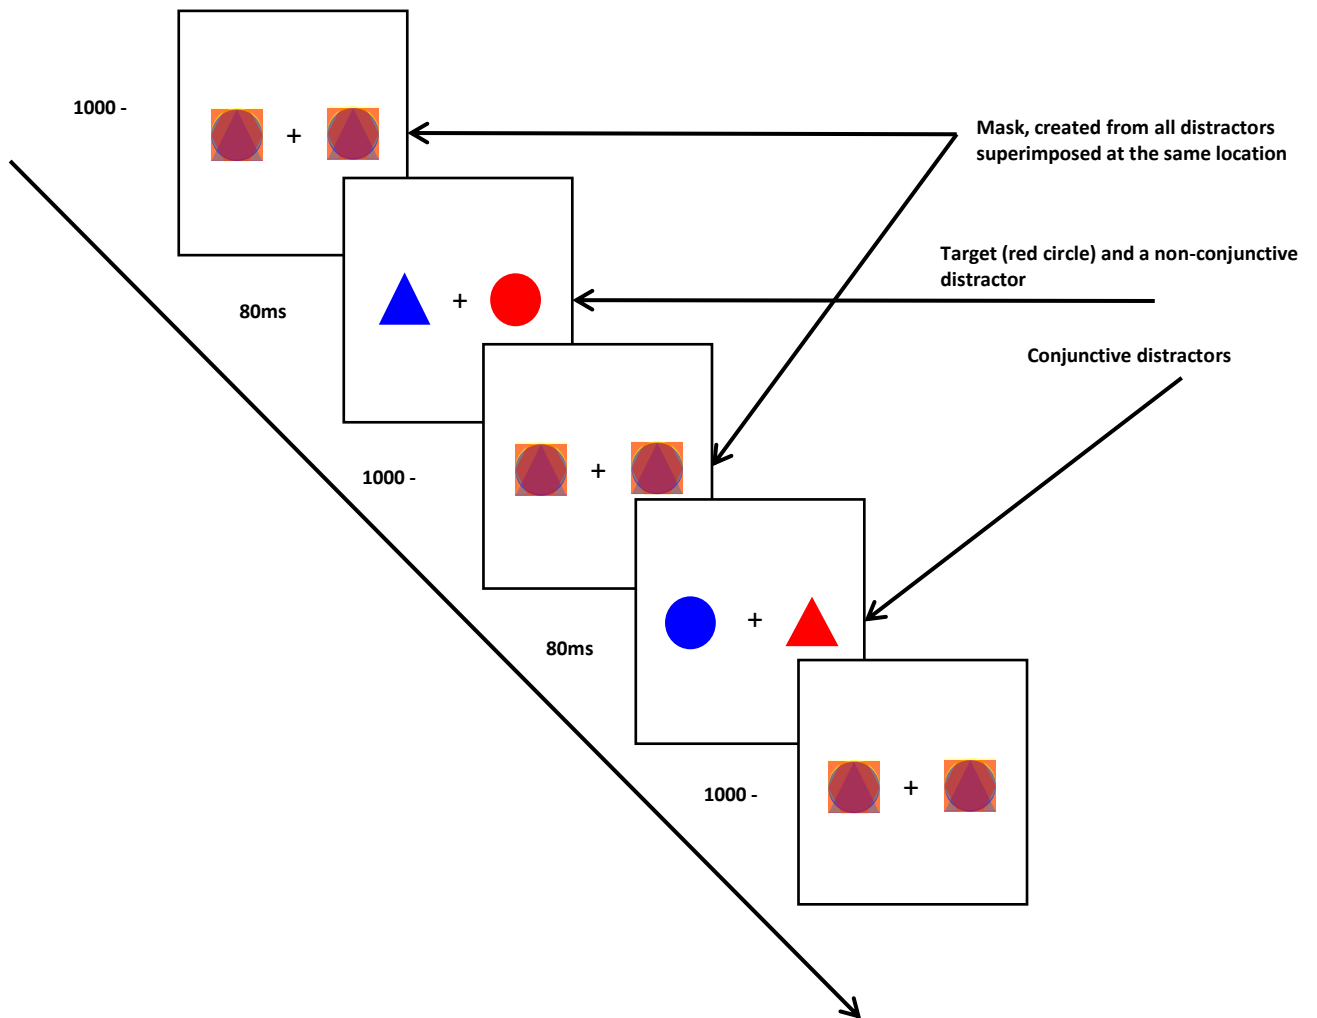 1000 -
+
Mask, created from all distractors
superimposed at the same location
Target (red circle) and a non-conjunctive
distractor
80ms
+
Conjunctive distractors
1000 -
+
80ms
+
1000 -
+